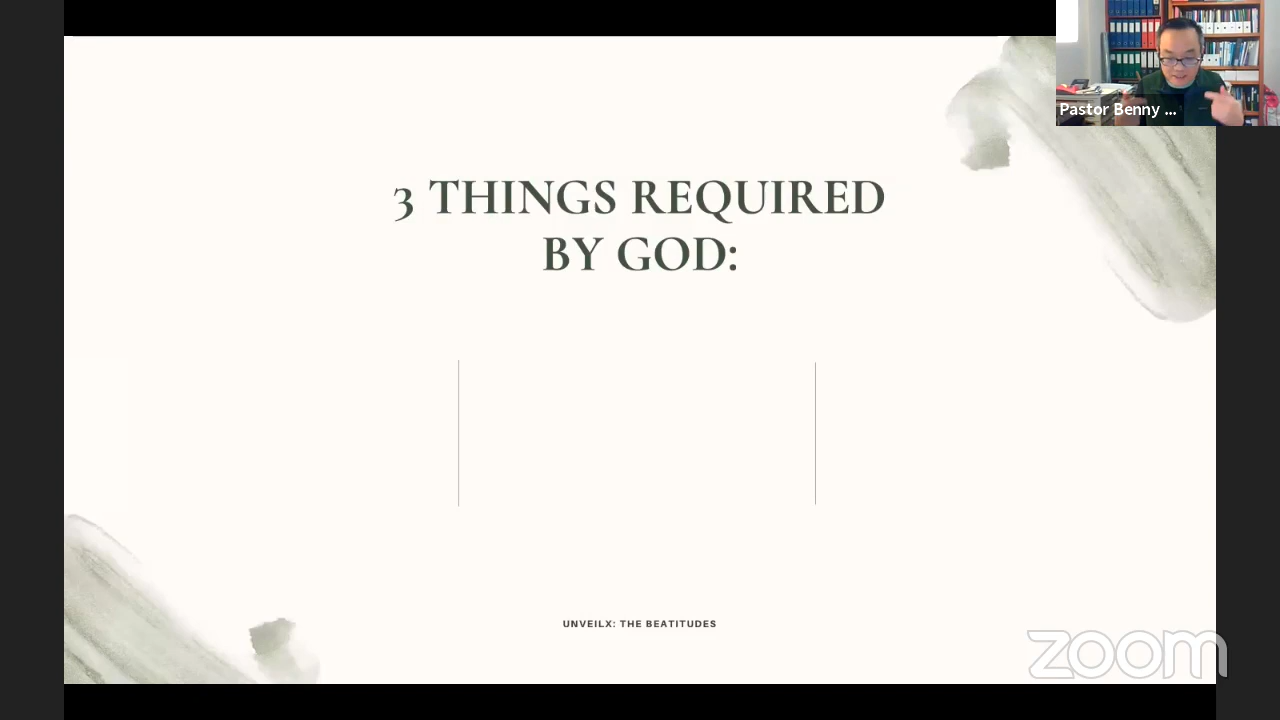 3 THINGS REQUIRED
BY GOD:
Pastor Benny ...
UNVEILX: THE BEATITUDES
zoom